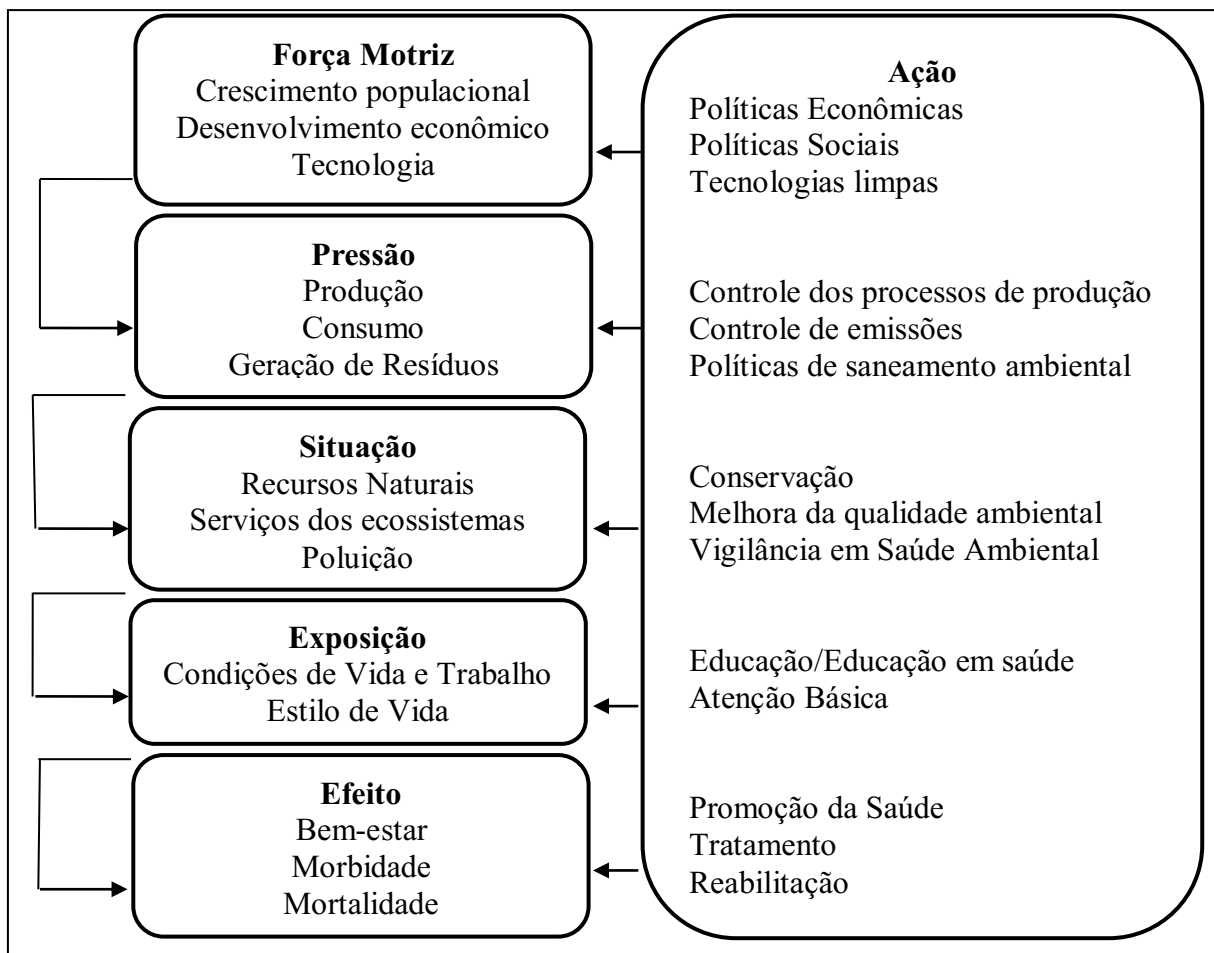 Força Motriz
Crescimento populacional
Desenvolvimento econômico
Tecnologia
Pressão
Produção
Consumo
Geração de Resíduos
Situação
Recursos Naturais
Serviços dos ecossistemas
Poluição
Exposição
Condições de Vida e Trabalho
Estilo de Vida
Efeito
Bem-estar
Morbidade
Mortalidade
Ação
Políticas Econômicas
Políticas Sociais
Tecnologias limpas
Controle dos processos de produção
Controle de emissões
Políticas de saneamento ambiental
Conservação
Melhora da qualidade ambiental
Vigilância em Saúde Ambiental
Educação/Educação em saúde
Atenção Básica
Promoção da Saúde
Tratamento
Reabilitação